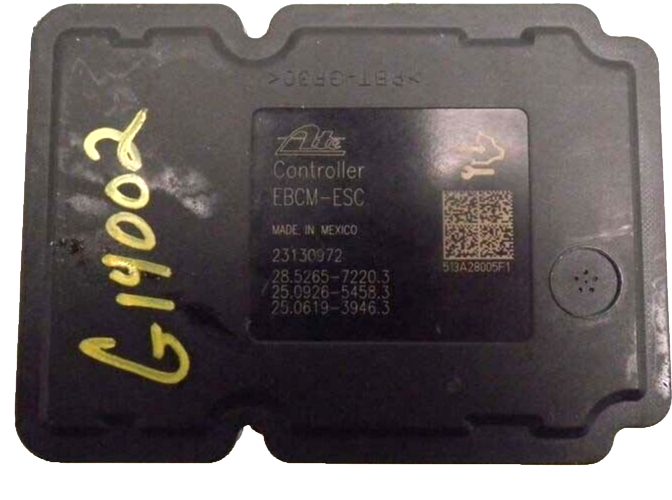 >PBT-GF30<
Ate
Controller
EBCM-ESC
MADE IN MEXICO
23130972
28.5265-7220.3
25.0926-5458.3
25.0619-3946.3
513A28005F1
G14002